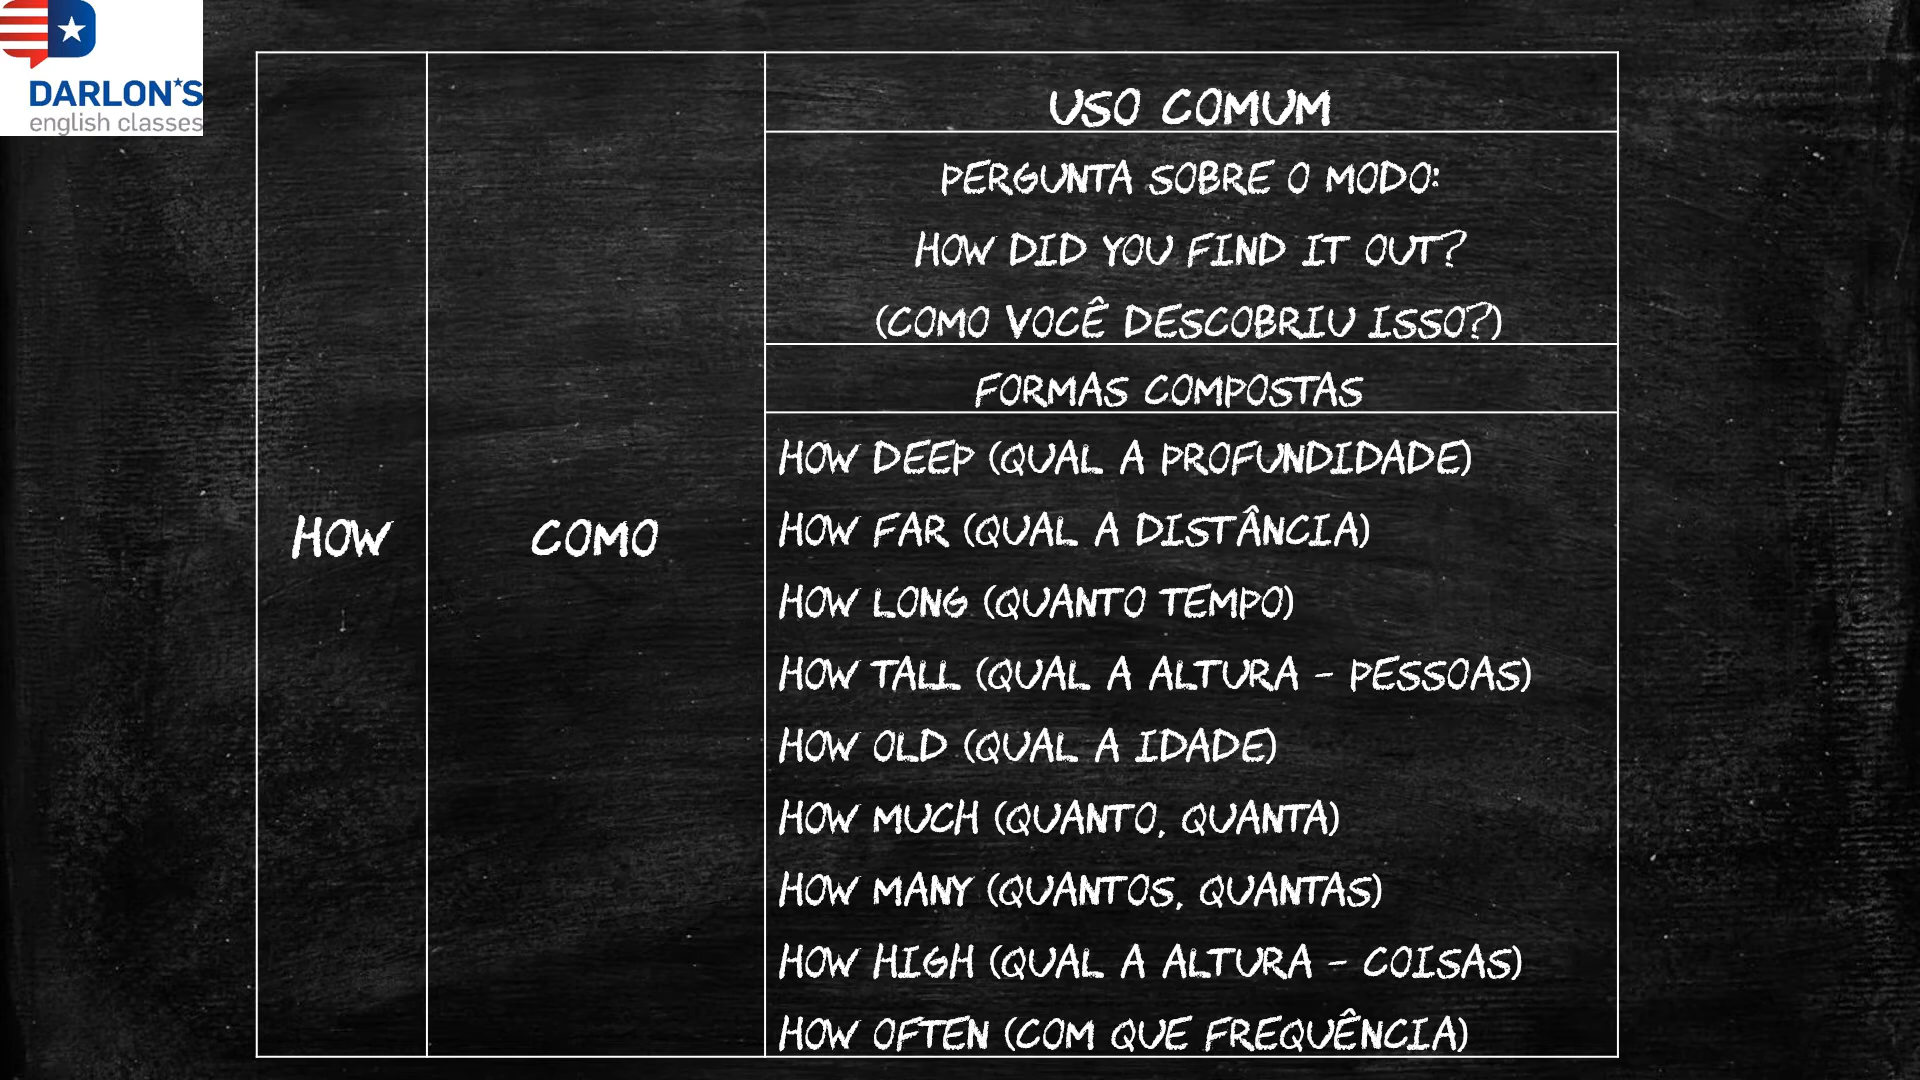 DARLON'S
english classes
USO COMUM
PERGUNTA SOBRE O MODO:
HOW DID YOU FIND IT OUT?
(COMO VOCÊ DESCOBRIU ISSO?)
FORMAS COMPOSTAS
HOW
COMO
HOW DEEP (QUAL A PROFUNDIDADE)
HOW FAR (QUAL A DISTÂNCIA)
HOW LONG (QUANTO TEMPO)
HOW TALL (QUAL A ALTURA – PESSOAS)
HOW OLD (QUAL A IDADE)
HOW MUCH (QUANTO, QUANTA)
HOW MANY (QUANTOS, QUANTAS)
HOW HIGH (QUAL A ALTURA – COISAS)
HOW OFTEN (COM QUE FREQUÊNCIA)